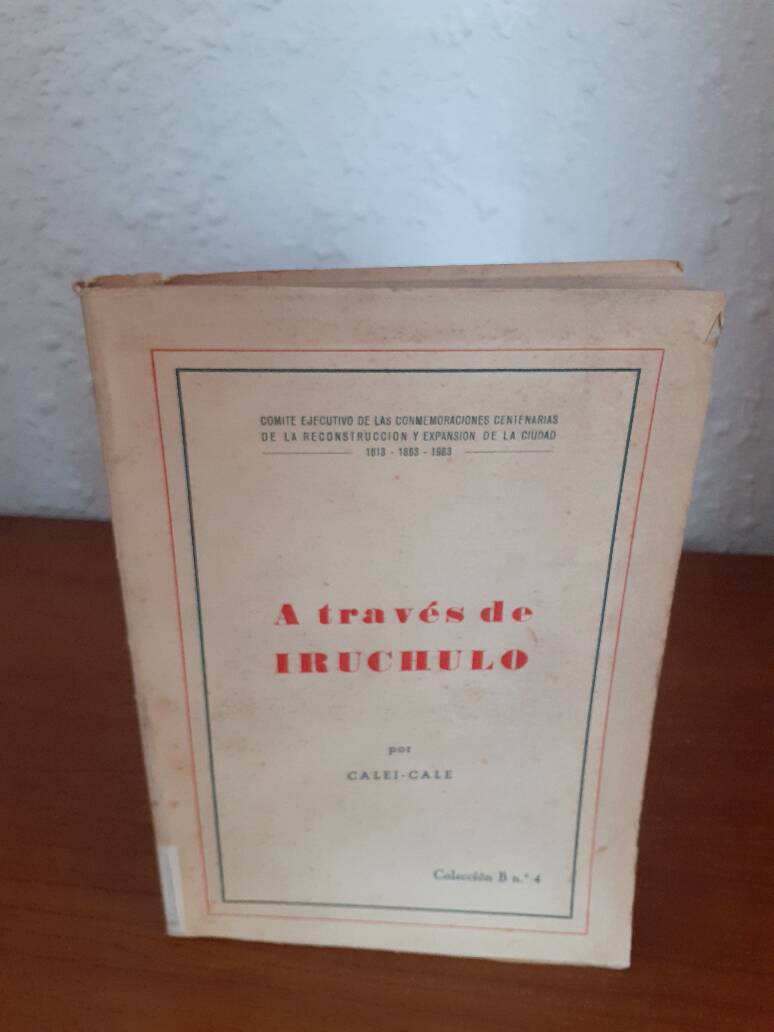 COMITE EJECUTIVO DE LAS CONMEMORACIONES CENTENARIAS
DE LA RECONSTRUCCION Y EXPANSION DE LA CIUDAD
1813 - 1863 - 1963
A través de
IRUCHULO
por
CALEI-CALE
Colección B n.° 4